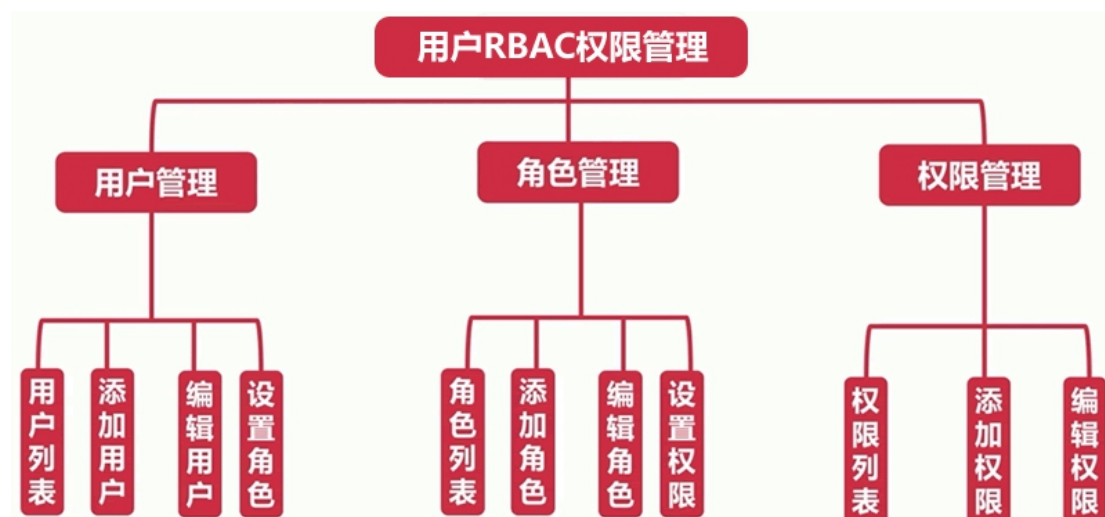 用户RBAC权限管理
用户管理
角色管理
权限管理
用户列表
添加用户
编辑用户
设置角色
角色列表
添加角色
编辑角色
设置权限
权限列表
添加权限
编辑权限